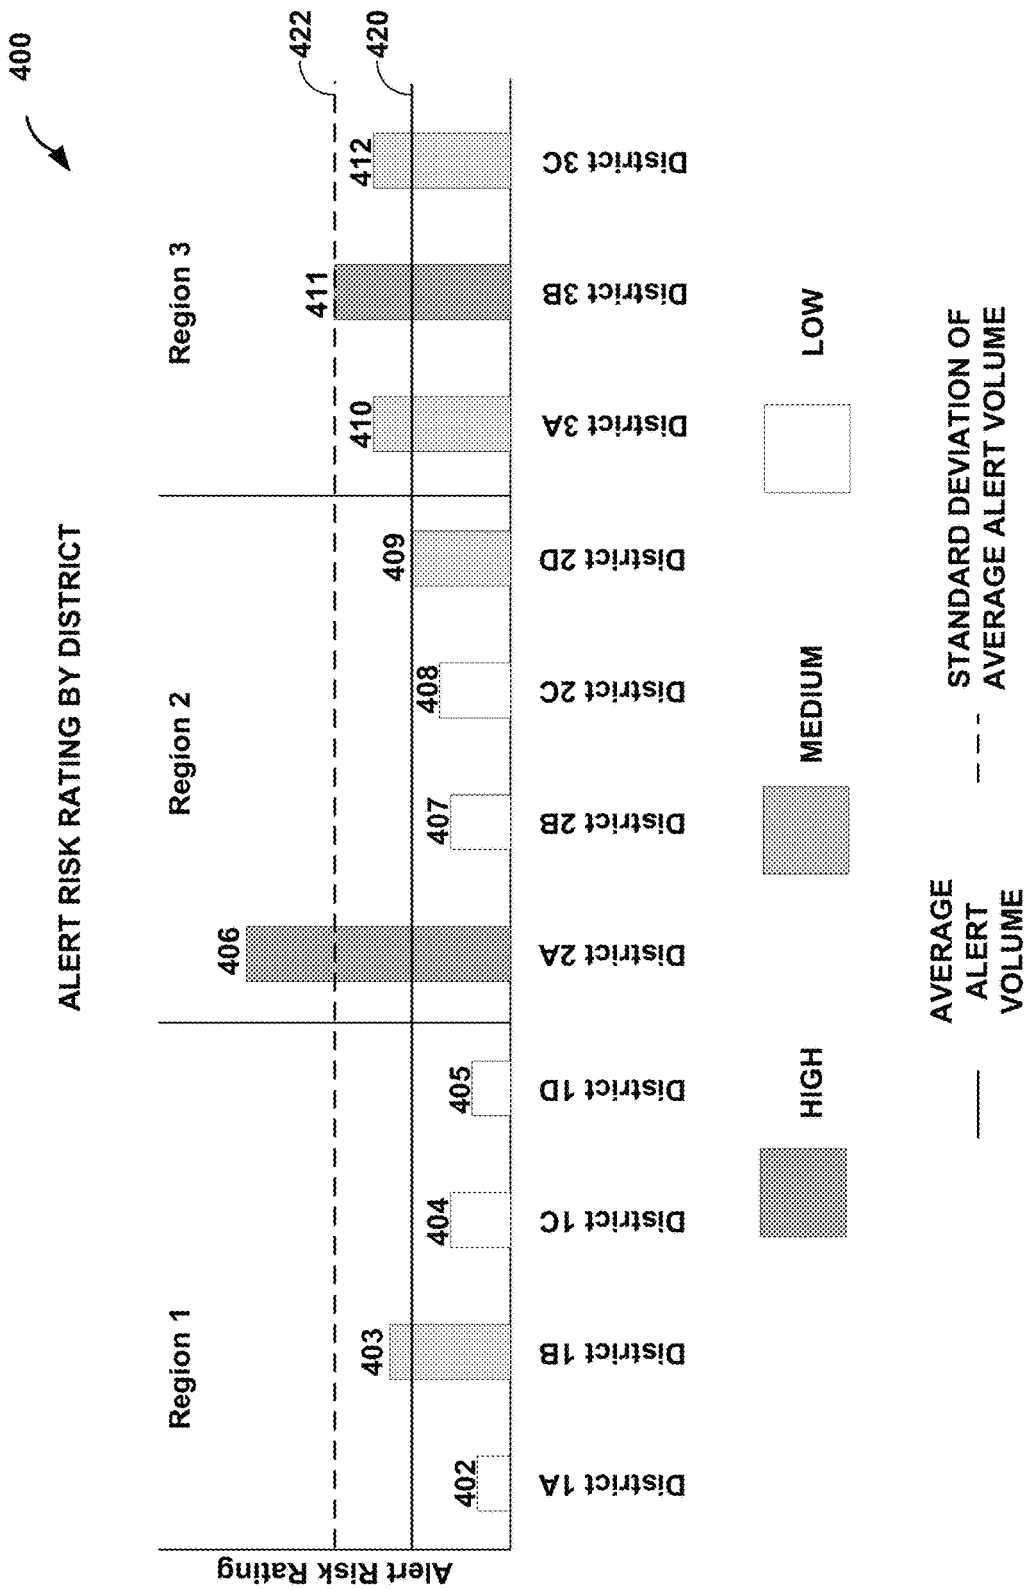 400
ALERT RISK RATING BY DISTRICT
Region 1
Region 2
Region 3
422
420
Alert Risk Rating
402
403
404
405
406
407
408
409
410
411
412
District 1A
District 1B
District 1C
District 1D
District 2A
District 2B
District 2C
District 2D
District 3A
District 3B
District 3C
HIGH
MEDIUM
LOW
AVERAGE
ALERT
VOLUME
STANDARD DEVIATION OF
AVERAGE ALERT VOLUME